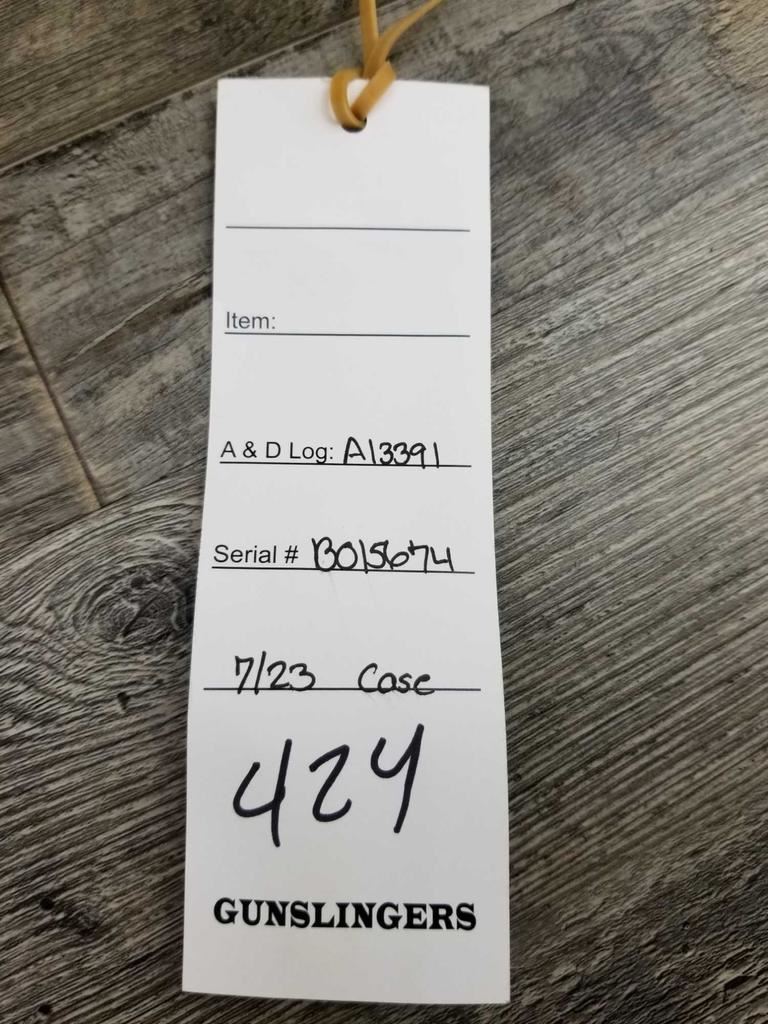 Item:
A & D Log: A13391
Serial # B015674
7/23 Case
424
GUNSLINGERS